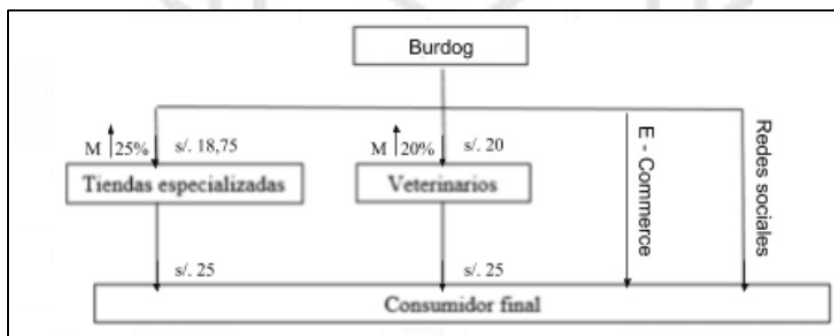 Burdog
M 25% s/. 18,75
M 20% s/. 20
E - Commerce
Redes sociales
Tiendas especializadas
Veterinarios
s/. 25
s/. 25
Consumidor final